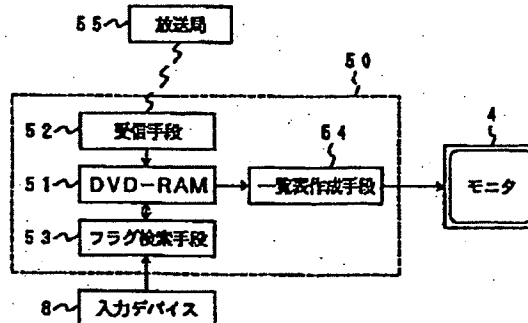 55 放送局
50
52 受信手段
54
4
51 DVD-RAM
一覧表作成手段
モニタ
53 フラグ検索手段
8 入力デバイス